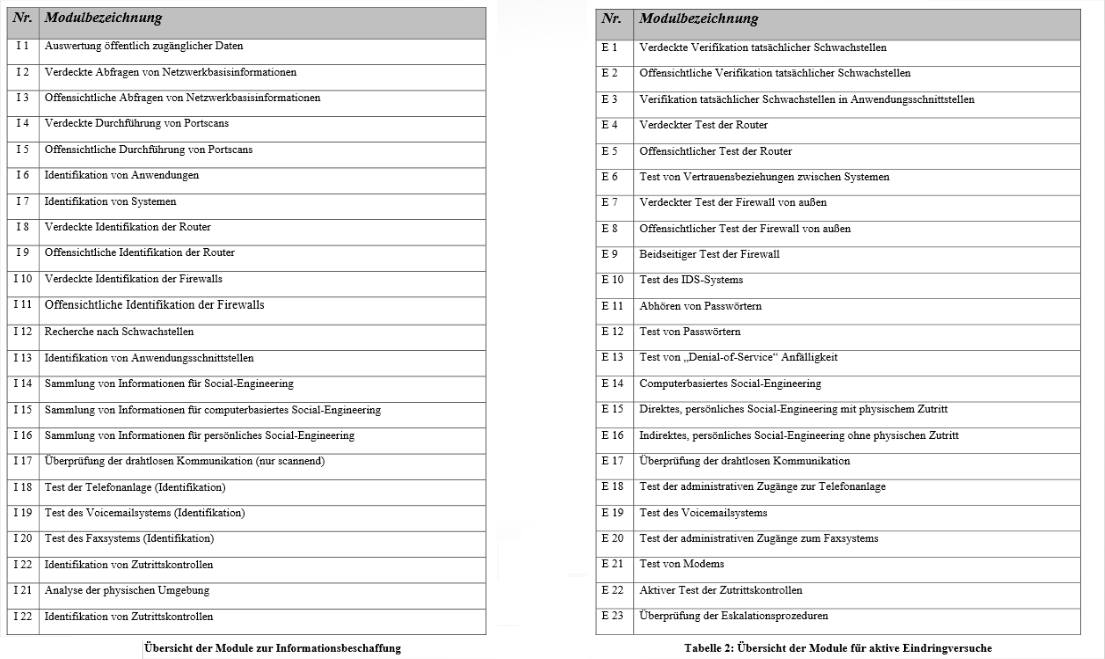 Nr. Modulbezeichnung
I 1 Auswertung öffentlich zugänglicher Daten
I 2 Verdeckte Abfragen von Netzwerkbasisinformationen
I 3 Offensichtliche Abfragen von Netzwerkbasisinformationen
I 4 Verdeckte Durchführung von Portscans
I 5 Offensichtliche Durchführung von Portscans
I 6 Identifikation von Anwendungen
I 7 Identifikation von Systemen
I 8 Verdeckte Identifikation der Router
I 9 Offensichtliche Identifikation der Router
I 10 Verdeckte Identifikation der Firewalls
I 11 Offensichtliche Identifikation der Firewalls
I 12 Recherche nach Schwachstellen
I 13 Identifikation von Anwendungsschnittstellen
I 14 Sammlung von Informationen für Social-Engineering
I 15 Sammlung von Informationen für computerbasiertes Social-Engineering
I 16 Sammlung von Informationen für persönliches Social-Engineering
I 17 Überprüfung der drahtlosen Kommunikation (nur scannend)
I 18 Test der Telefonanlage (Identifikation)
I 19 Test des Voicemailsystems (Identifikation)
I 20 Test des Faxsystems (Identifikation)
I 22 Identifikation von Zutrittskontrollen
I 21 Analyse der physischen Umgebung
I 22 Identifikation von Zutrittskontrollen
Übersicht der Module zur Informationsbeschaffung
Nr. Modulbezeichnung
E 1 Verdeckte Verifikation tatsächlicher Schwachstellen
E 2 Offensichtliche Verifikation tatsächlicher Schwachstellen
E 3 Verifikation tatsächlicher Schwachstellen in Anwendungsschnittstellen
E 4 Verdeckter Test der Router
E 5 Offensichtlicher Test der Router
E 6 Test von Vertrauensbeziehungen zwischen Systemen
E 7 Verdeckter Test der Firewall von außen
E 8 Offensichtlicher Test der Firewall von außen
E 9 Beidseitiger Test der Firewall
E 10 Test des IDS-Systems
E 11 Abhören von Passwörtern
E 12 Test von Passwörtern
E 13 Test von „Denial-of-Service“ Anfälligkeit
E 14 Computerbasiertes Social-Engineering
E 15 Direktes, persönliches Social-Engineering mit physischem Zutritt
E 16 Indirektes, persönliches Social-Engineering ohne physischen Zutritt
E 17 Überprüfung der drahtlosen Kommunikation
E 18 Test der administrativen Zugänge zur Telefonanlage
E 19 Test des Voicemailsystems
E 20 Test der administrativen Zugänge zum Faxsystems
E 21 Test von Modems
E 22 Aktiver Test der Zutrittskontrollen
E 23 Überprüfung der Eskalationsprozeduren
Tabelle 2: Übersicht der Module für aktive Eindringversuche